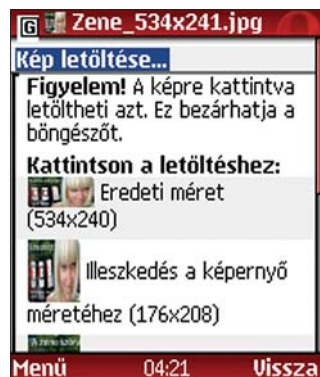 G Zene_534x241.jpg
Kép letöltése...
Figyelem! A képre kattintva
letöltheti azt. Ez bezárhatja a
böngészőt.
Kattintson a letöltéshez:
Eredeti méret
(534x240)
Illeszkedés a képernyő
méretéhez (176x208)
Menü 04:21 Vissza